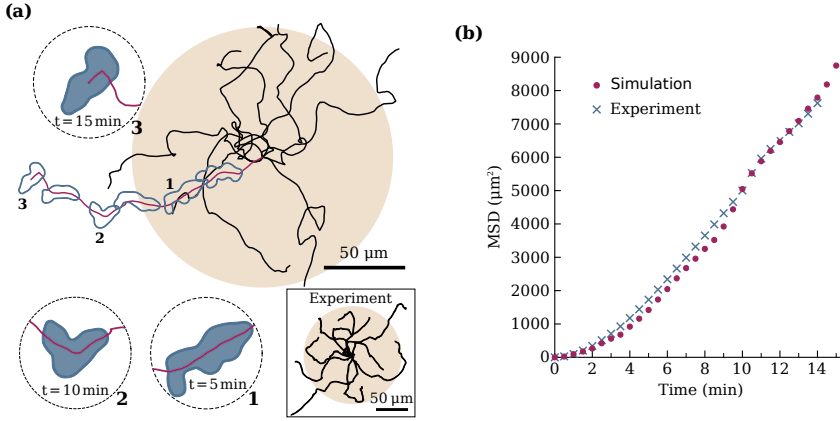 (a)
t = 15 min
3
3
2
1
50 μm
t = 10 min
2
t = 5 min
1
Experiment
50 μm
(b)
9000
8000
7000
6000
5000
4000
3000
2000
1000
0
MSD (μm²)
Simulation
Experiment
0 2 4 6 8 10 12 14
Time (min)